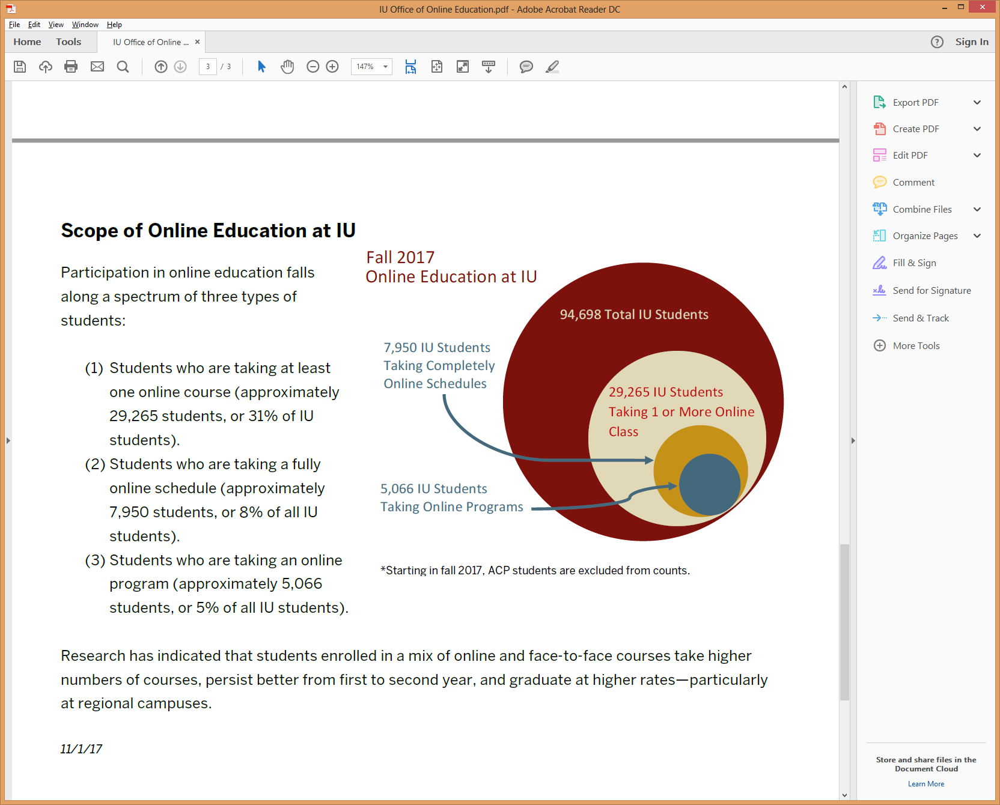 IU Office of Online Education.pdf - Adobe Acrobat Reader DC
File Edit View Window Help
Home Tools IU Office of Online ... × ? Sign In
3 / 3 147%
Export PDF
Create PDF
Edit PDF
Comment
Combine Files
Organize Pages
Fill & Sign
Send for Signature
Send & Track
More Tools
Store and share files in the
Document Cloud
Learn More
Scope of Online Education at IU
Participation in online education falls
along a spectrum of three types of
students:
(1) Students who are taking at least
one online course (approximately
29,265 students, or 31% of IU
students).
(2) Students who are taking a fully
online schedule (approximately
7,950 students, or 8% of all IU
students).
(3) Students who are taking an online
program (approximately 5,066
students, or 5% of all IU students).
Fall 2017
Online Education at IU
94,698 Total IU Students
7,950 IU Students
Taking Completely
Online Schedules
29,265 IU Students
Taking 1 or More Online
Class
5,066 IU Students
Taking Online Programs
*Starting in fall 2017, ACP students are excluded from counts.
Research has indicated that students enrolled in a mix of online and face-to-face courses take higher
numbers of courses, persist better from first to second year, and graduate at higher rates—particularly
at regional campuses.
11/1/17